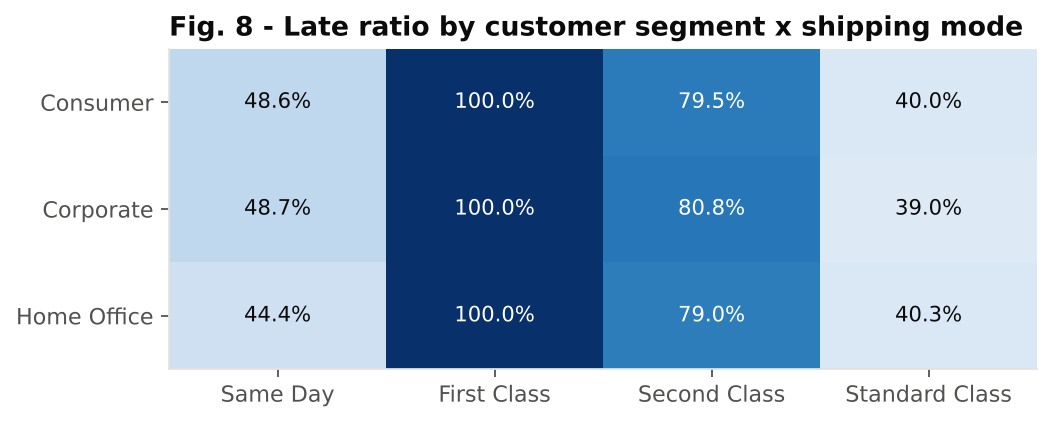 Fig. 8 - Late ratio by customer segment x shipping mode
Consumer 48.6% 100.0% 79.5% 40.0%
Corporate 48.7% 100.0% 80.8% 39.0%
Home Office 44.4% 100.0% 79.0% 40.3%
Same Day First Class Second Class Standard Class